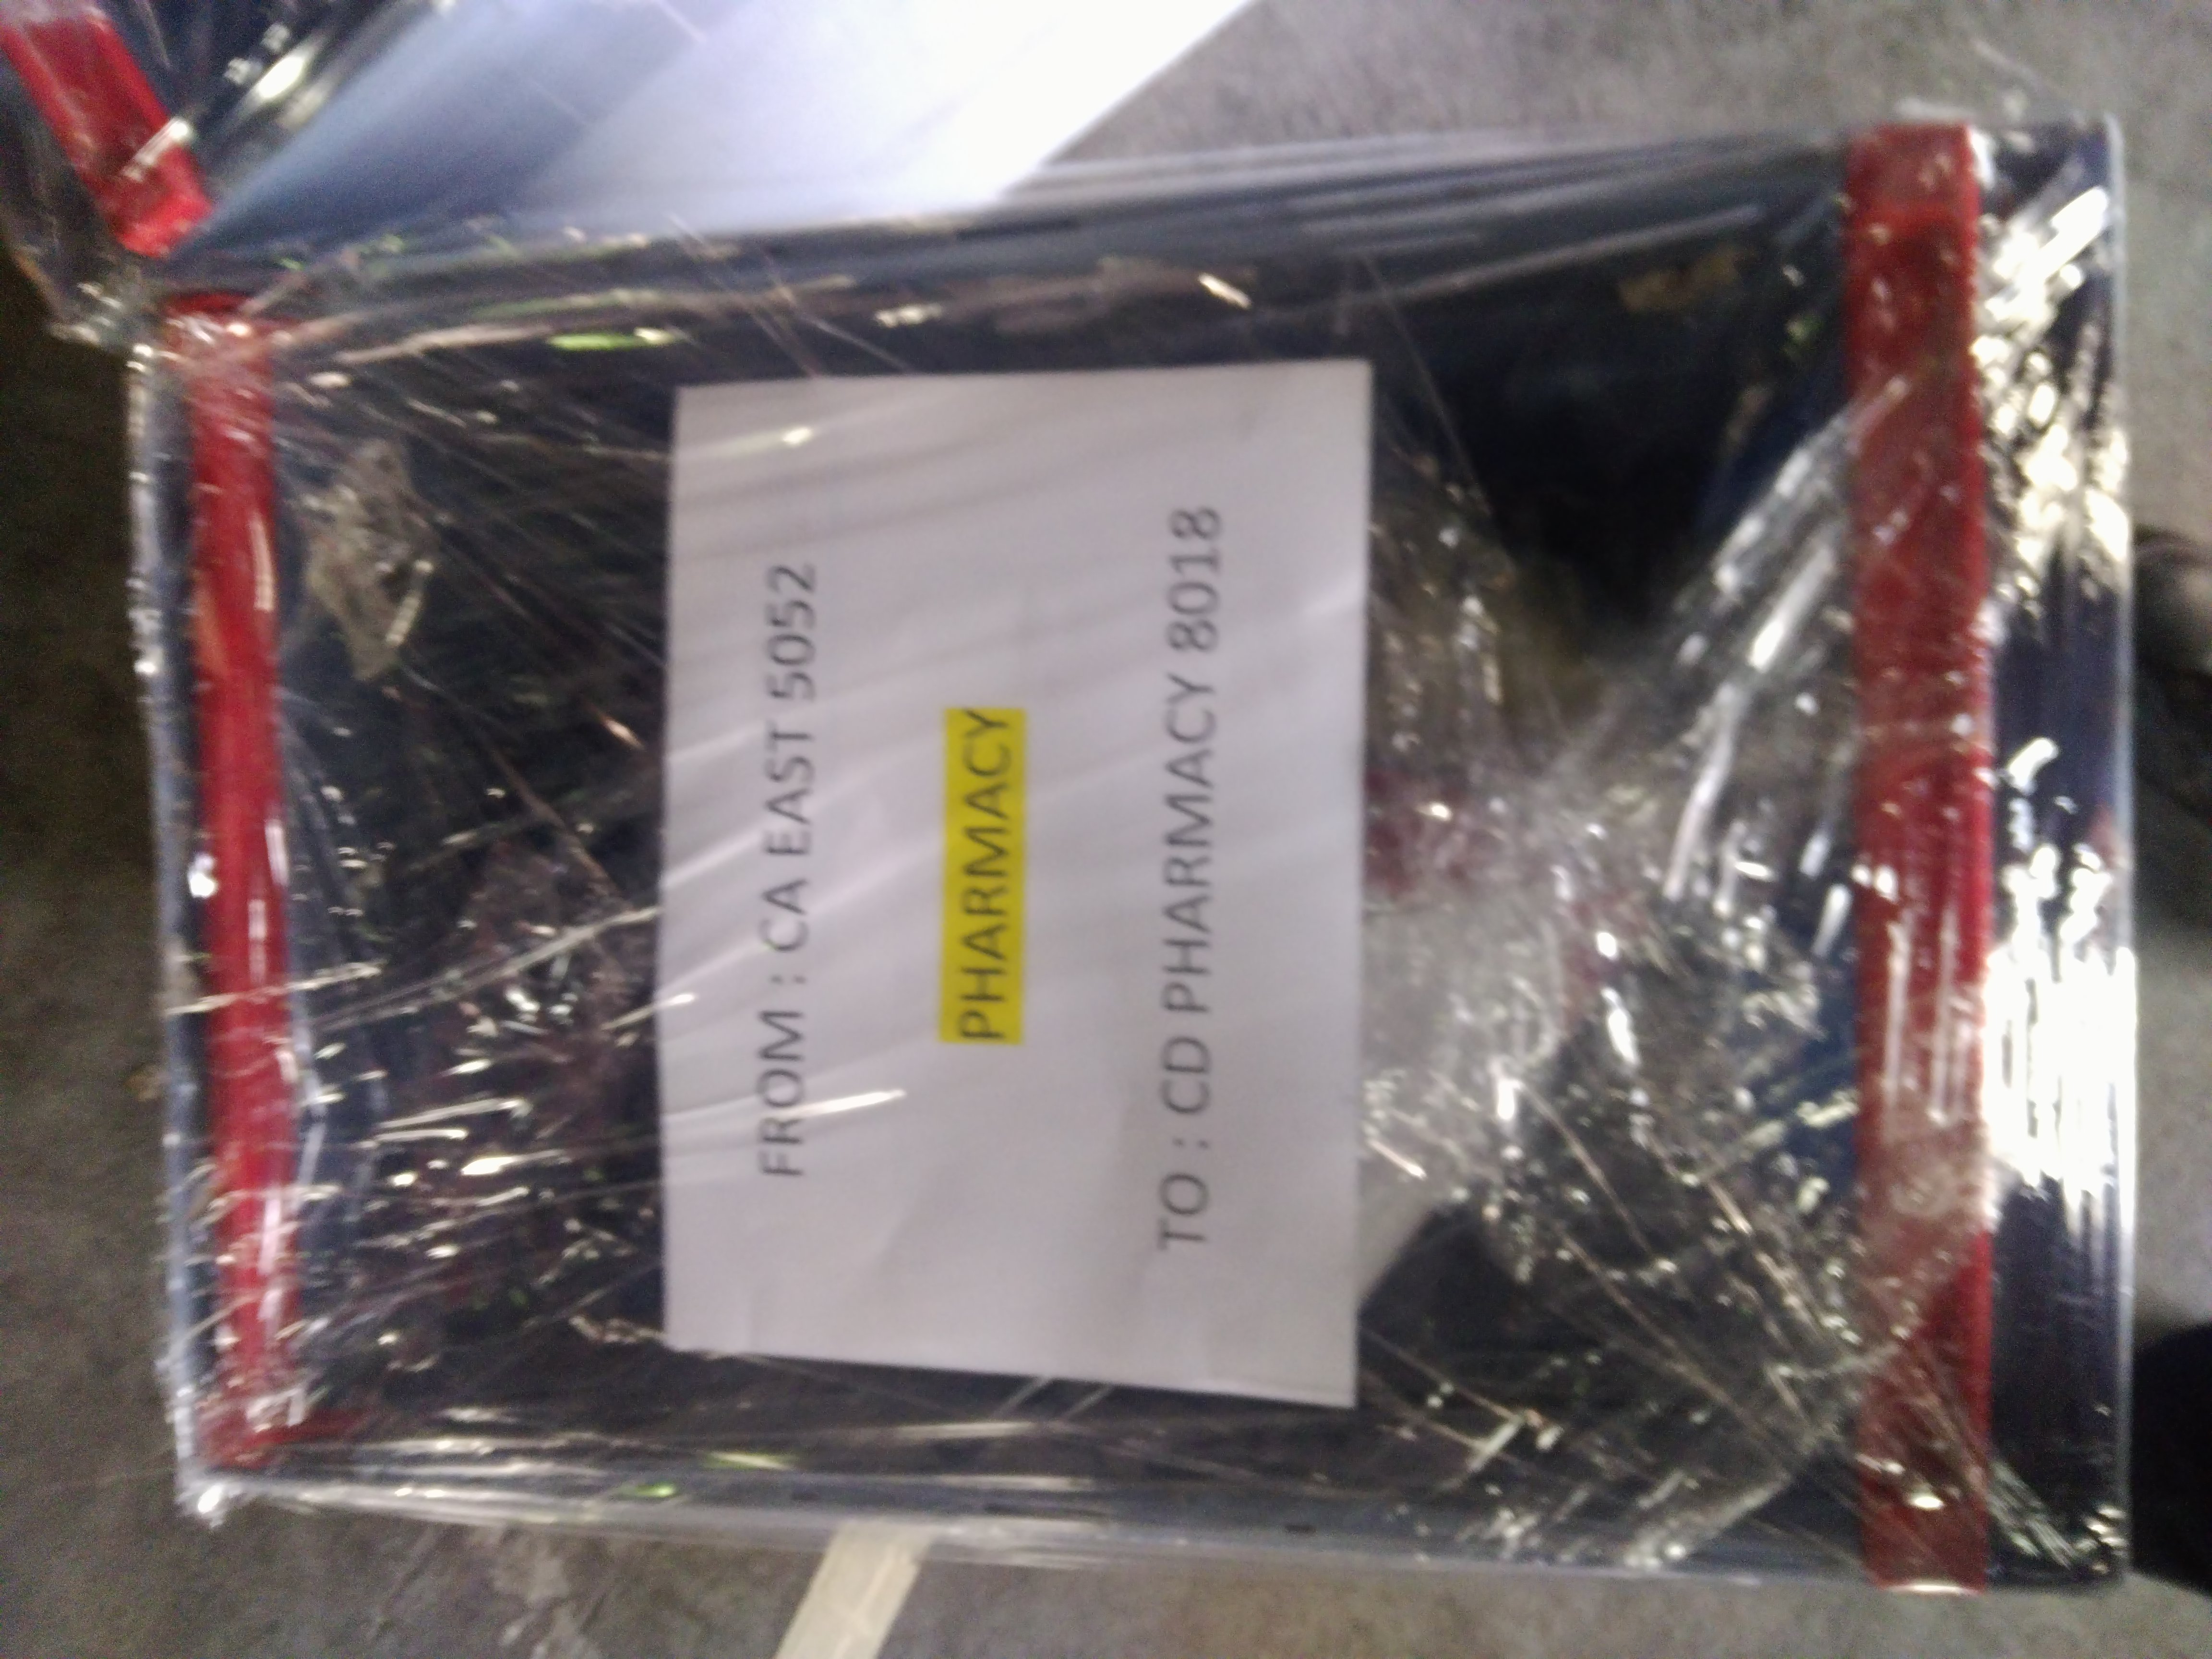 FROM : CA EAST 5052
PHARMACY
TO : CD PHARMACY 8018